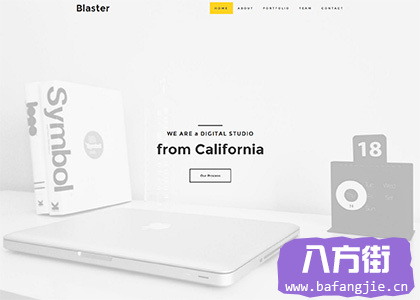 Blaster
HOME ABOUT PORTFOLIO TEAM CONTACT
Symbol
18
WE ARE a DIGITAL STUDIO
from California
Our Process
八方街
www.bafangjie.cn